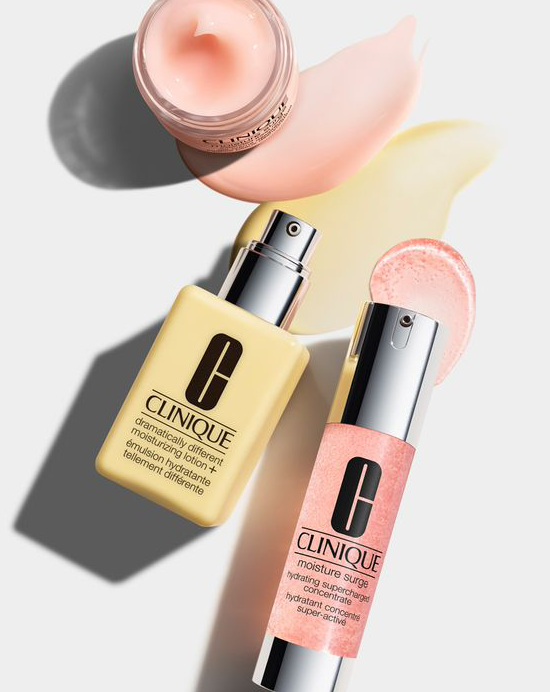 CLINIQUE
CLINIQUE
dramatically different
moisturizing lotion+
émulsion hydratante
tellement différente
CLINIQUE
moisture surge
hydrating supercharged
concentrate
hydratant concentré
super-activé